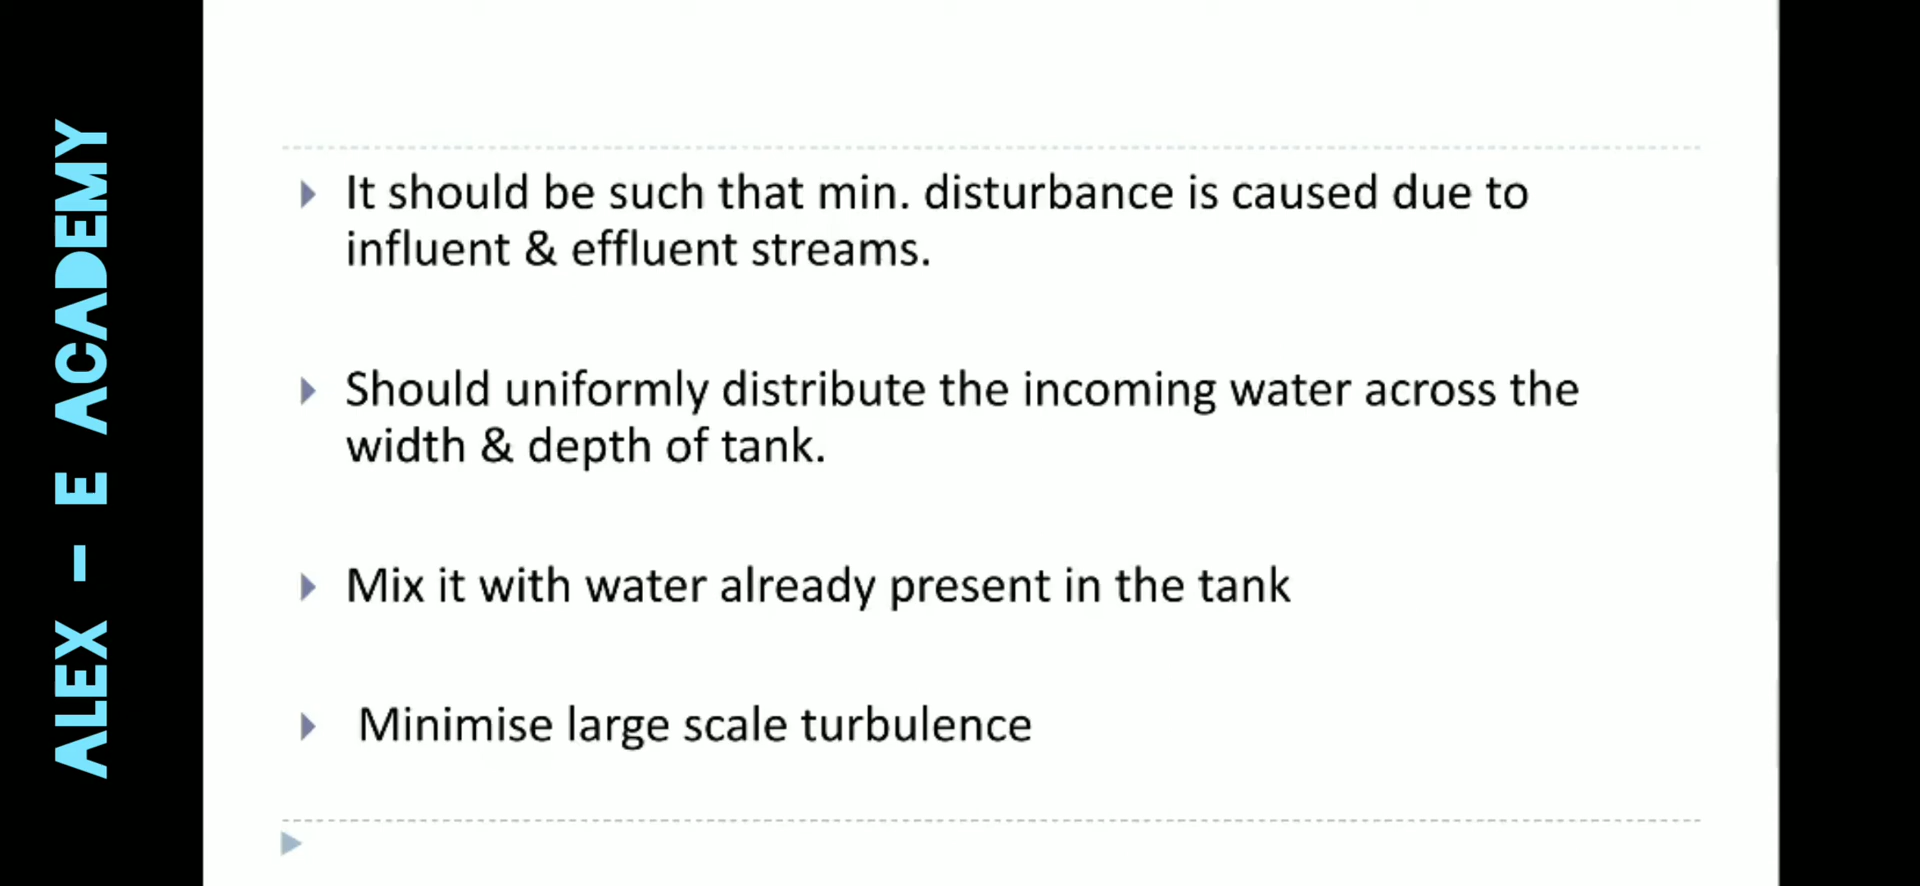 ALEX - E ACADEMY
It should be such that min. disturbance is caused due to
influent & effluent streams.
Should uniformly distribute the incoming water across the
width & depth of tank.
Mix it with water already present in the tank
Minimise large scale turbulence